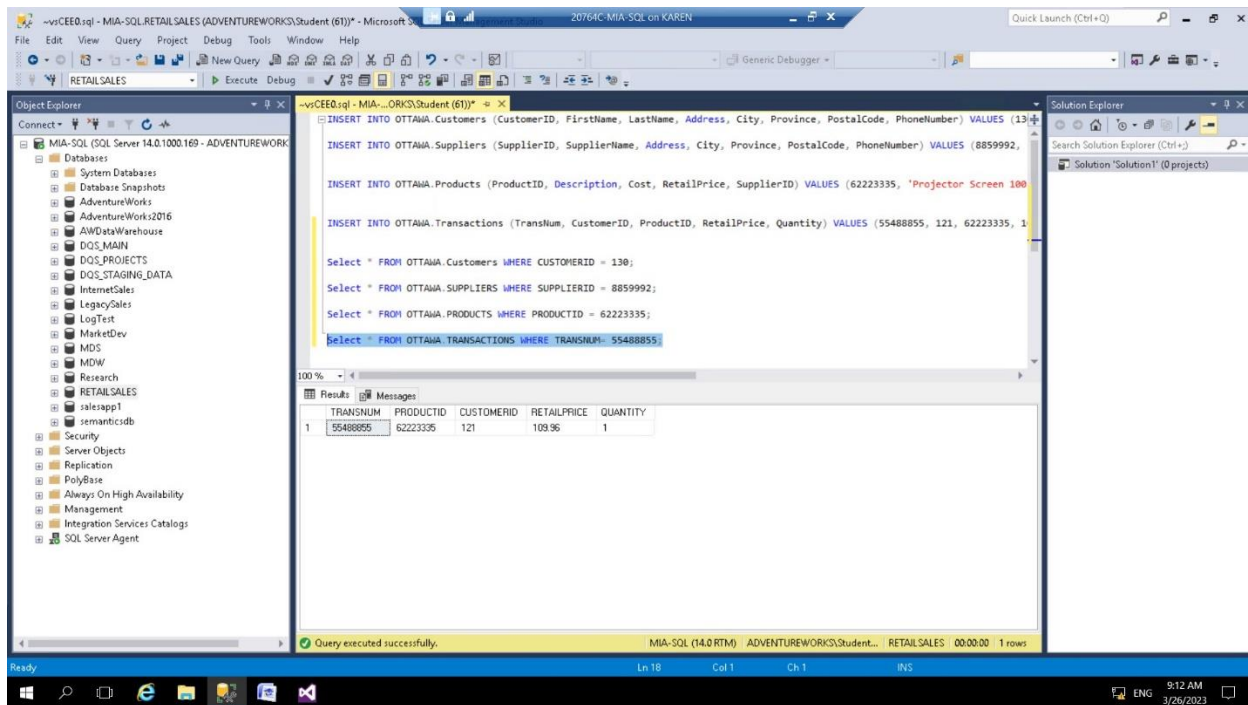 ~vsCEE0.sql - MIA-SQL.RETAILSALES (ADVENTUREWORKS\Student (61))* - Microsoft S
20764C-MIA-SQL on KAREN
Quick Launch (Ctrl+Q)
File Edit View Query Project Debug Tools Window Help
New Query
Generic Debugger
RETAILSALES
Execute Debug
Object Explorer
~vsCEE0.sql - MIA-...ORKS\Student (61))*
Solution Explorer
Connect
INSERT INTO OTTAWA.Customers (CustomerID, FirstName, LastName, Address, City, Province, PostalCode, PhoneNumber) VALUES (13
MIA-SQL (SQL Server 14.0.1000.169 - ADVENTUREWORK
INSERT INTO OTTAWA.Suppliers (SupplierID, SupplierName, Address, City, Province, PostalCode, PhoneNumber) VALUES (8859992,
Search Solution Explorer (Ctrl+;)
Solution 'Solution1' (0 projects)
Databases
System Databases
Database Snapshots
AdventureWorks
AdventureWorks2016
AWDataWarehouse
DQS_MAIN
DQS_PROJECTS
DQS_STAGING_DATA
InternetSales
LegacySales
LogTest
MarketDev
MDS
MDW
Research
RETAILSALES
salesapp1
semanticsdb
Security
Server Objects
Replication
PolyBase
Always On High Availability
Management
Integration Services Catalogs
SQL Server Agent
INSERT INTO OTTAWA.Products (ProductID, Description, Cost, RetailPrice, SupplierID) VALUES (62223335, 'Projector Screen 100
INSERT INTO OTTAWA.Transactions (TransNum, CustomerID, ProductID, RetailPrice, Quantity) VALUES (55488855, 121, 62223335, 1
Select * FROM OTTAWA.Customers WHERE CUSTOMERID = 130;
Select * FROM OTTAWA.SUPPLIERS WHERE SUPPLIERID = 8859992;
Select * FROM OTTAWA.PRODUCTS WHERE PRODUCTID = 62223335;
Select * FROM OTTAWA.TRANSACTIONS WHERE TRANSNUM= 55488855;
100 %
Results Messages
TRANSNUM PRODUCTID CUSTOMERID RETAILPRICE QUANTITY
1 55488855 62223335 121 109.96 1
Query executed successfully.
MIA-SQL (14.0 RTM) ADVENTUREWORKS\Student... RETAILSALES 00:00:00 1 rows
Ready
Ln 18 Col 1 Ch 1 INS
ENG
9:12 AM
3/26/2023